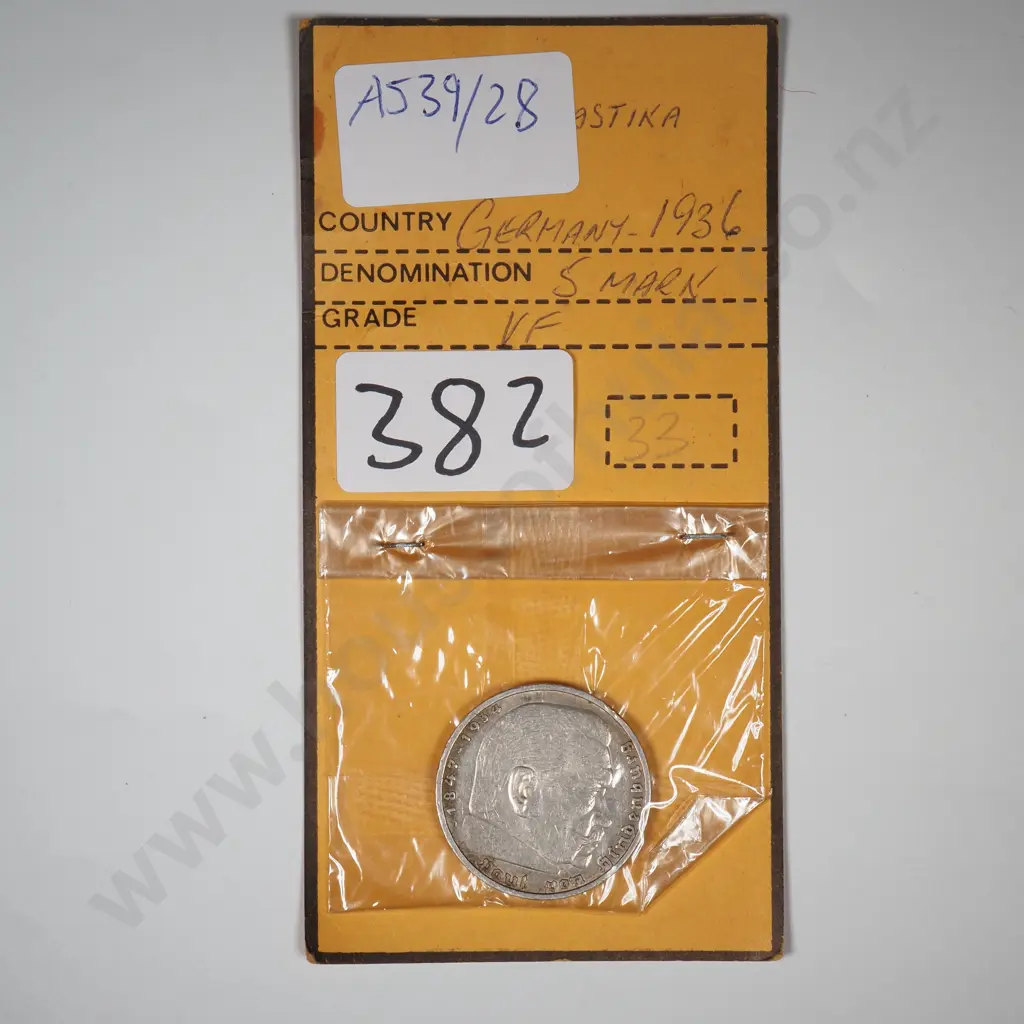 A539/28
ASTIKA
COUNTRY GERMANY-1936
DENOMINATION 5 MARK
GRADE VF
382
33
1847-1934
Paul von Hindenburg